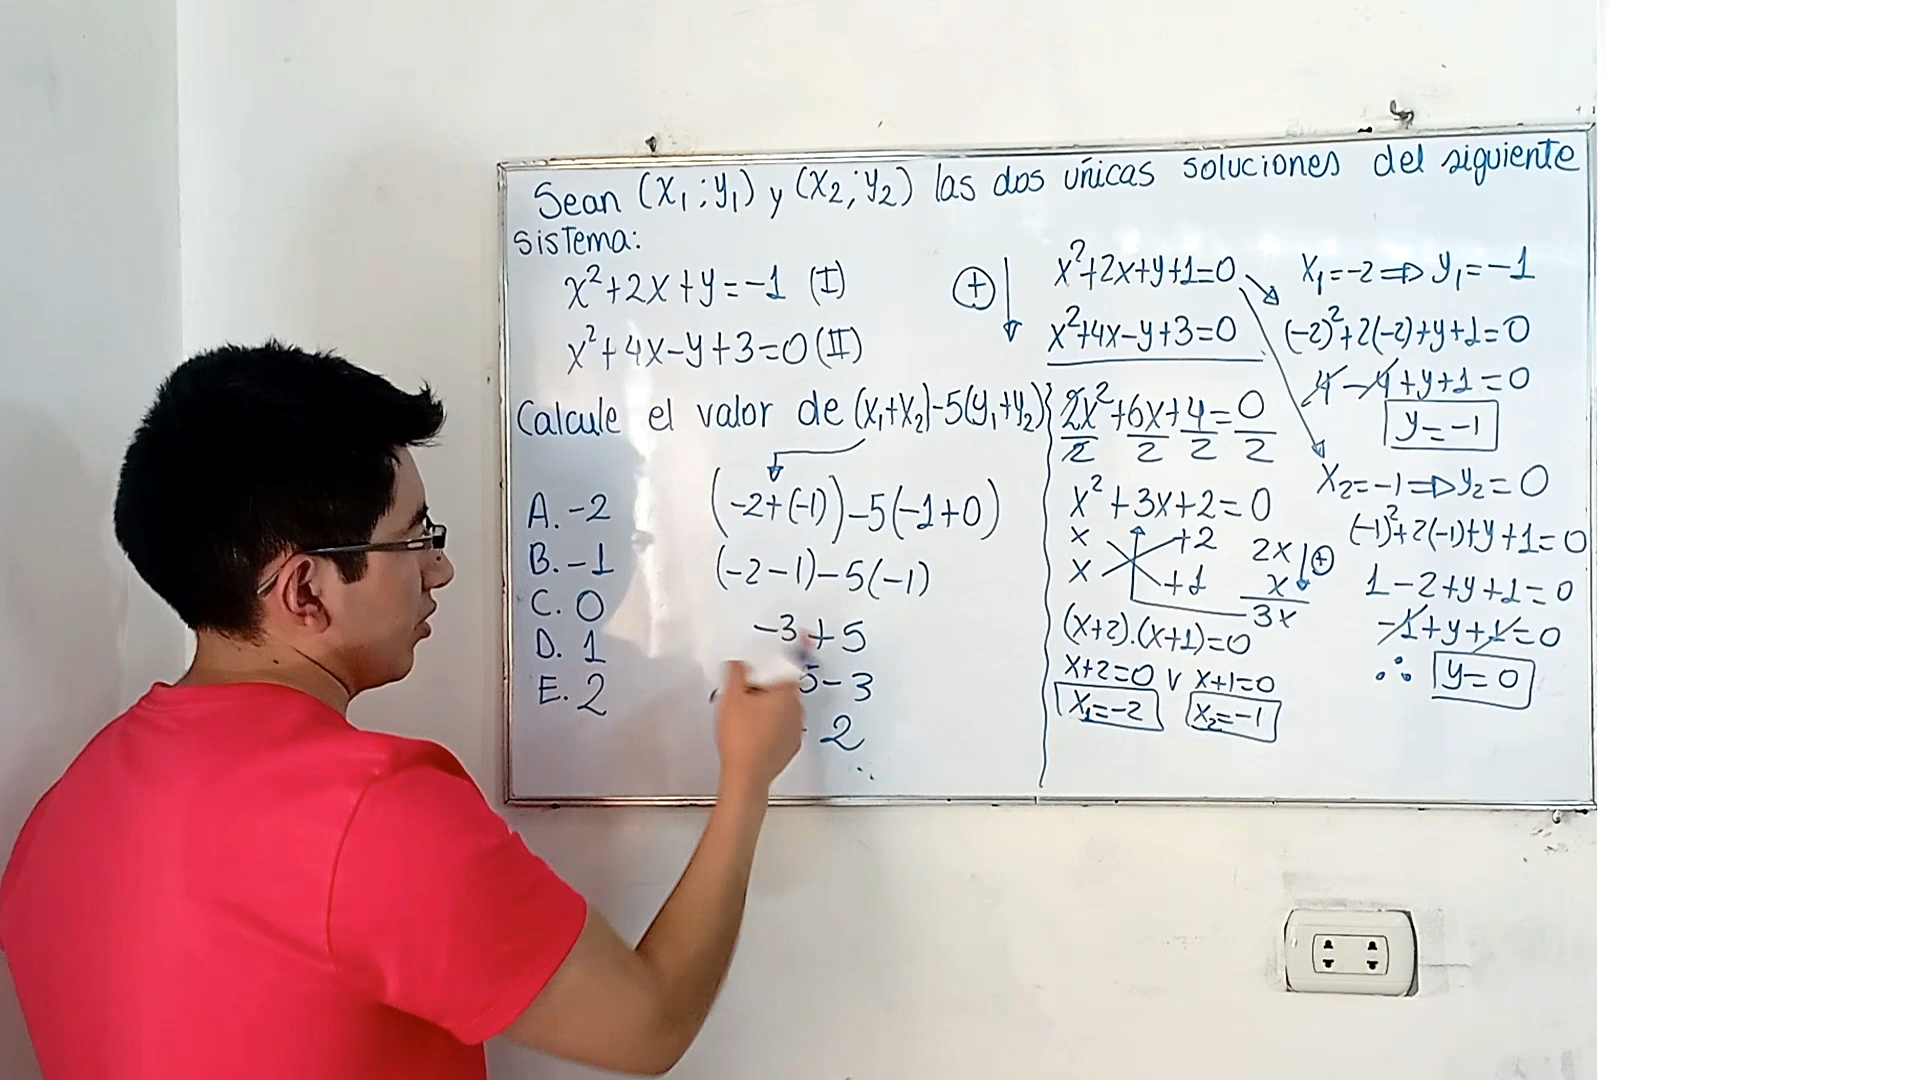 Sean (x₁;y₁) y (x₂;y₂) las dos únicas soluciones del siguiente
sistema:
x²+2x+y=-1 (I)
x²+4x-y+3=0 (II)
Calcule el valor de (x₁+x₂)-5(y₁+y₂)
A. -2
B. -1
C. 0
D. 1
E. 2
(-2+(-1))-5(-1+0)
(-2-1)-5(-1)
-3+5
5-3
2
+
x²+2x+y+1=0
x²+4x-y+3=0
2x²+6x+4=0
2 2 2 2
x²+3x+2=0
x +2 2x
x +1 x +
3x
(x+2).(x+1)=0
x+2=0 v x+1=0
x₁=-2 x₂=-1
x₁=-2⇒y₁=-1
(-2)²+2(-2)+y+1=0
4-4+y+1=0
y=-1
x₂=-1⇒y₂=0
(-1)²+2(-1)+y+1=0
1-2+y+1=0
-1+y+1=0
∴ y=0